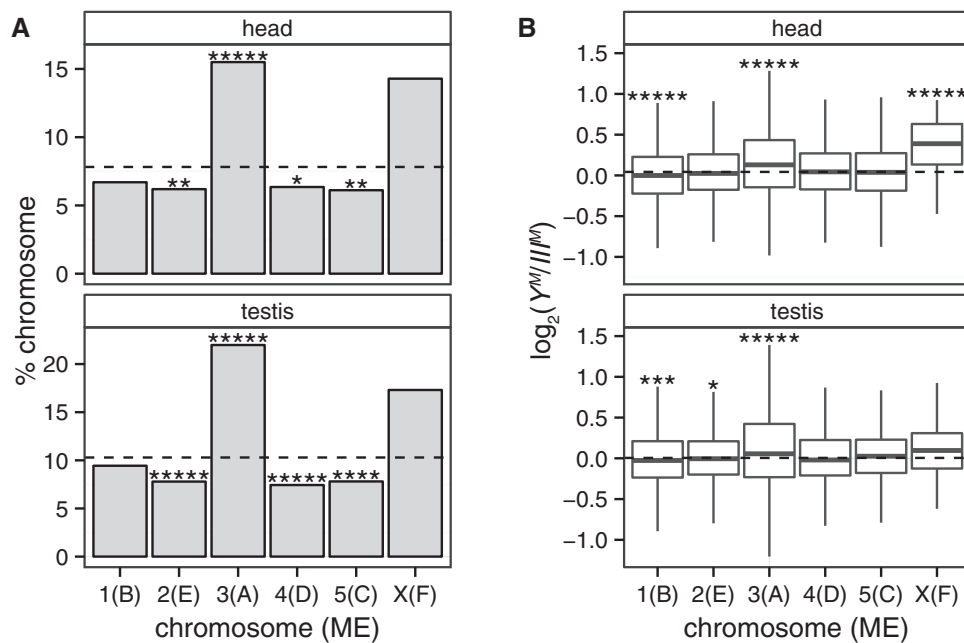 A
head
*****
15
10
**
*
**
5
0
testis
*****
20
15
10
*****
*****
****
5
0
% chromosome
1(B) 2(E) 3(A) 4(D) 5(C) X(F)
chromosome (ME)
B
head
1.5
*****
1.0
*****
*****
0.5
0.0
−0.5
−1.0
testis
1.5
*****
1.0
***
*
0.5
0.0
−0.5
−1.0
log₂(Yᴹ/IIIᴹ)
1(B) 2(E) 3(A) 4(D) 5(C) X(F)
chromosome (ME)